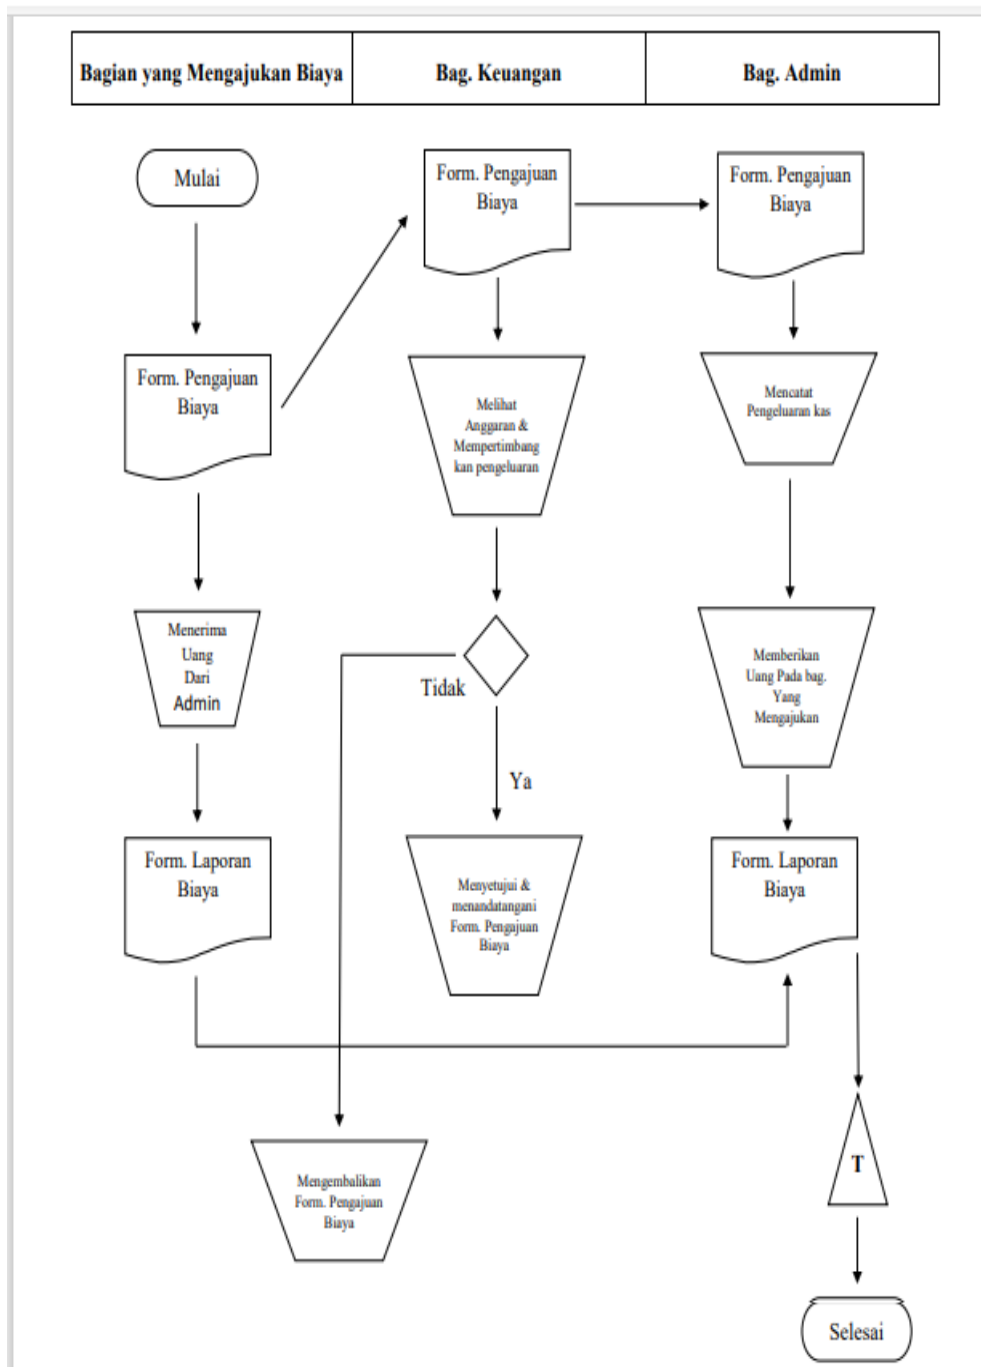 Bagian yang Mengajukan Biaya
Bag. Keuangan
Bag. Admin
Mulai
Form. Pengajuan
Biaya
Menerima
Uang
Dari
Admin
Form. Laporan
Biaya
Form. Pengajuan
Biaya
Melihat
Anggaran &
Mempertimbang
kan pengeluaran
Tidak
Ya
Menyetujui &
menandatangani
Form. Pengajuan
Biaya
Mengembalikan
Form. Pengajuan
Biaya
Form. Pengajuan
Biaya
Mencatat
Pengeluaran kas
Memberikan
Uang Pada bag.
Yang
Mengajukan
Form. Laporan
Biaya
T
Selesai